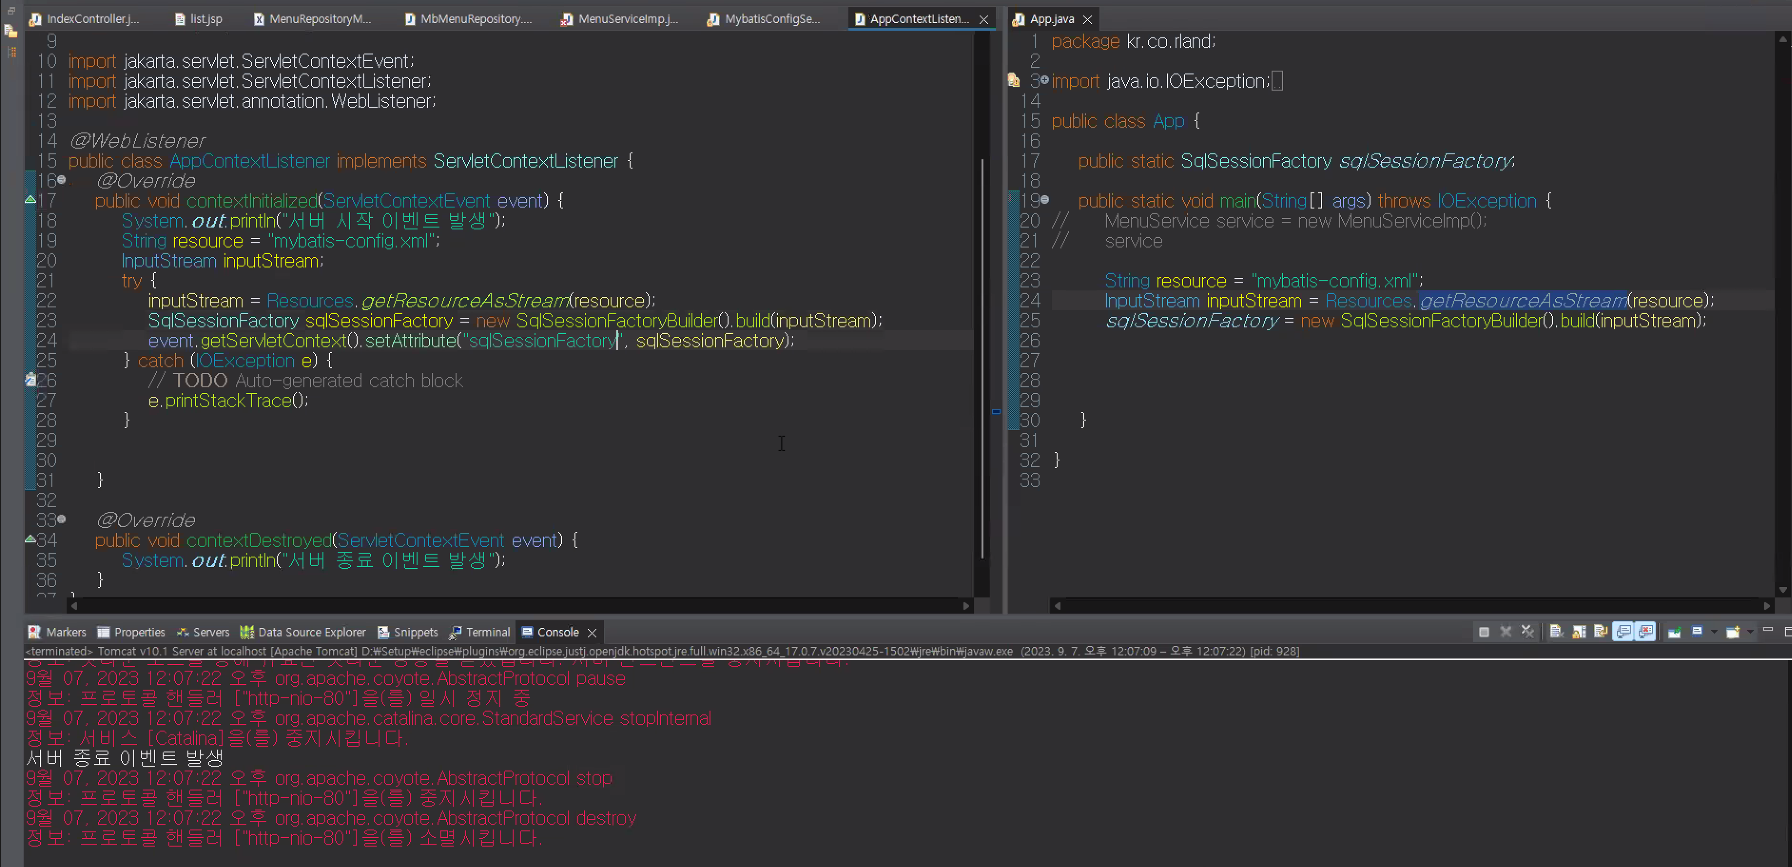 IndexController.j...
list.jsp
MenuRepositoryM...
MbMenuRepository....
MenuServiceImp.j...
MybatisConfigSe...
AppContextListen...
9
10 import jakarta.servlet.ServletContextEvent;
11 import jakarta.servlet.ServletContextListener;
12 import jakarta.servlet.annotation.WebListener;
13
14 @WebListener
15 public class AppContextListener implements ServletContextListener {
16 @Override
17 public void contextInitialized(ServletContextEvent event) {
18 System.out.println("서버 시작 이벤트 발생");
19 String resource = "mybatis-config.xml";
20 InputStream inputStream;
21 try {
22 inputStream = Resources.getResourceAsStream(resource);
23 SqlSessionFactory sqlSessionFactory = new SqlSessionFactoryBuilder().build(inputStream);
24 event.getServletContext().setAttribute("sqlSessionFactory", sqlSessionFactory);
25 } catch (IOException e) {
26 // TODO Auto-generated catch block
27 e.printStackTrace();
28 }
29
30
31 }
32
33 @Override
34 public void contextDestroyed(ServletContextEvent event) {
35 System.out.println("서버 종료 이벤트 발생");
36 }
App.java
1 package kr.co.rland;
2
3 import java.io.IOException;
14
15 public class App {
16
17 public static SqlSessionFactory sqlSessionFactory;
18
19 public static void main(String[] args) throws IOException {
20 // MenuService service = new MenuServiceImp();
21 // service
22
23 String resource = "mybatis-config.xml";
24 InputStream inputStream = Resources.getResourceAsStream(resource);
25 sqlSessionFactory = new SqlSessionFactoryBuilder().build(inputStream);
26
27
28
29
30 }
31
32 }
33
Markers Properties Servers Data Source Explorer Snippets Terminal Console
<terminated> Tomcat v10.1 Server at localhost [Apache Tomcat] D:₩Setup₩eclipse₩plugins₩org.eclipse.justj.openjdk.hotspot.jre.full.win32.x86_64_17.0.7.v20230425-1502₩jre₩bin₩javaw.exe (2023. 9. 7. 오후 12:07:09 – 오후 12:07:22) [pid: 928]
9월 07, 2023 12:07:22 오후 org.apache.coyote.AbstractProtocol pause
정보: 프로토콜 핸들러 ["http-nio-80"]을(를) 일시 정지 중
9월 07, 2023 12:07:22 오후 org.apache.catalina.core.StandardService stopInternal
정보: 서비스 [Catalina]을(를) 중지시킵니다.
서버 종료 이벤트 발생
9월 07, 2023 12:07:22 오후 org.apache.coyote.AbstractProtocol stop
정보: 프로토콜 핸들러 ["http-nio-80"]을(를) 중지시킵니다.
9월 07, 2023 12:07:22 오후 org.apache.coyote.AbstractProtocol destroy
정보: 프로토콜 핸들러 ["http-nio-80"]을(를) 소멸시킵니다.